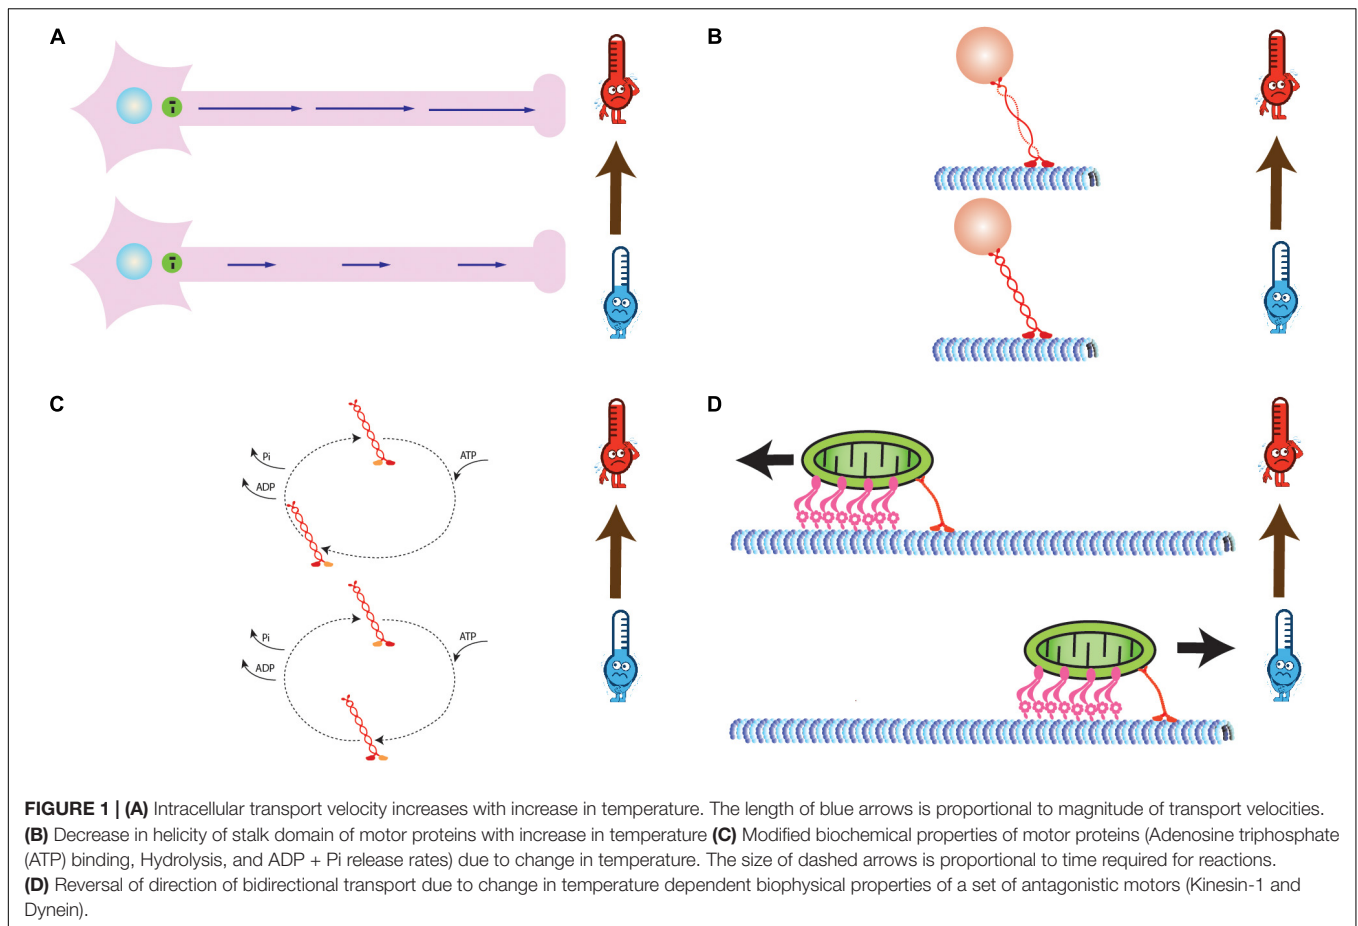 A
B
C
Pi
ADP
ATP
Pi
ADP
ATP
D
FIGURE 1 | (A) Intracellular transport velocity increases with increase in temperature. The length of blue arrows is proportional to magnitude of transport velocities.
(B) Decrease in helicity of stalk domain of motor proteins with increase in temperature (C) Modified biochemical properties of motor proteins (Adenosine triphosphate
(ATP) binding, Hydrolysis, and ADP + Pi release rates) due to change in temperature. The size of dashed arrows is proportional to time required for reactions.
(D) Reversal of direction of bidirectional transport due to change in temperature dependent biophysical properties of a set of antagonistic motors (Kinesin-1 and
Dynein).